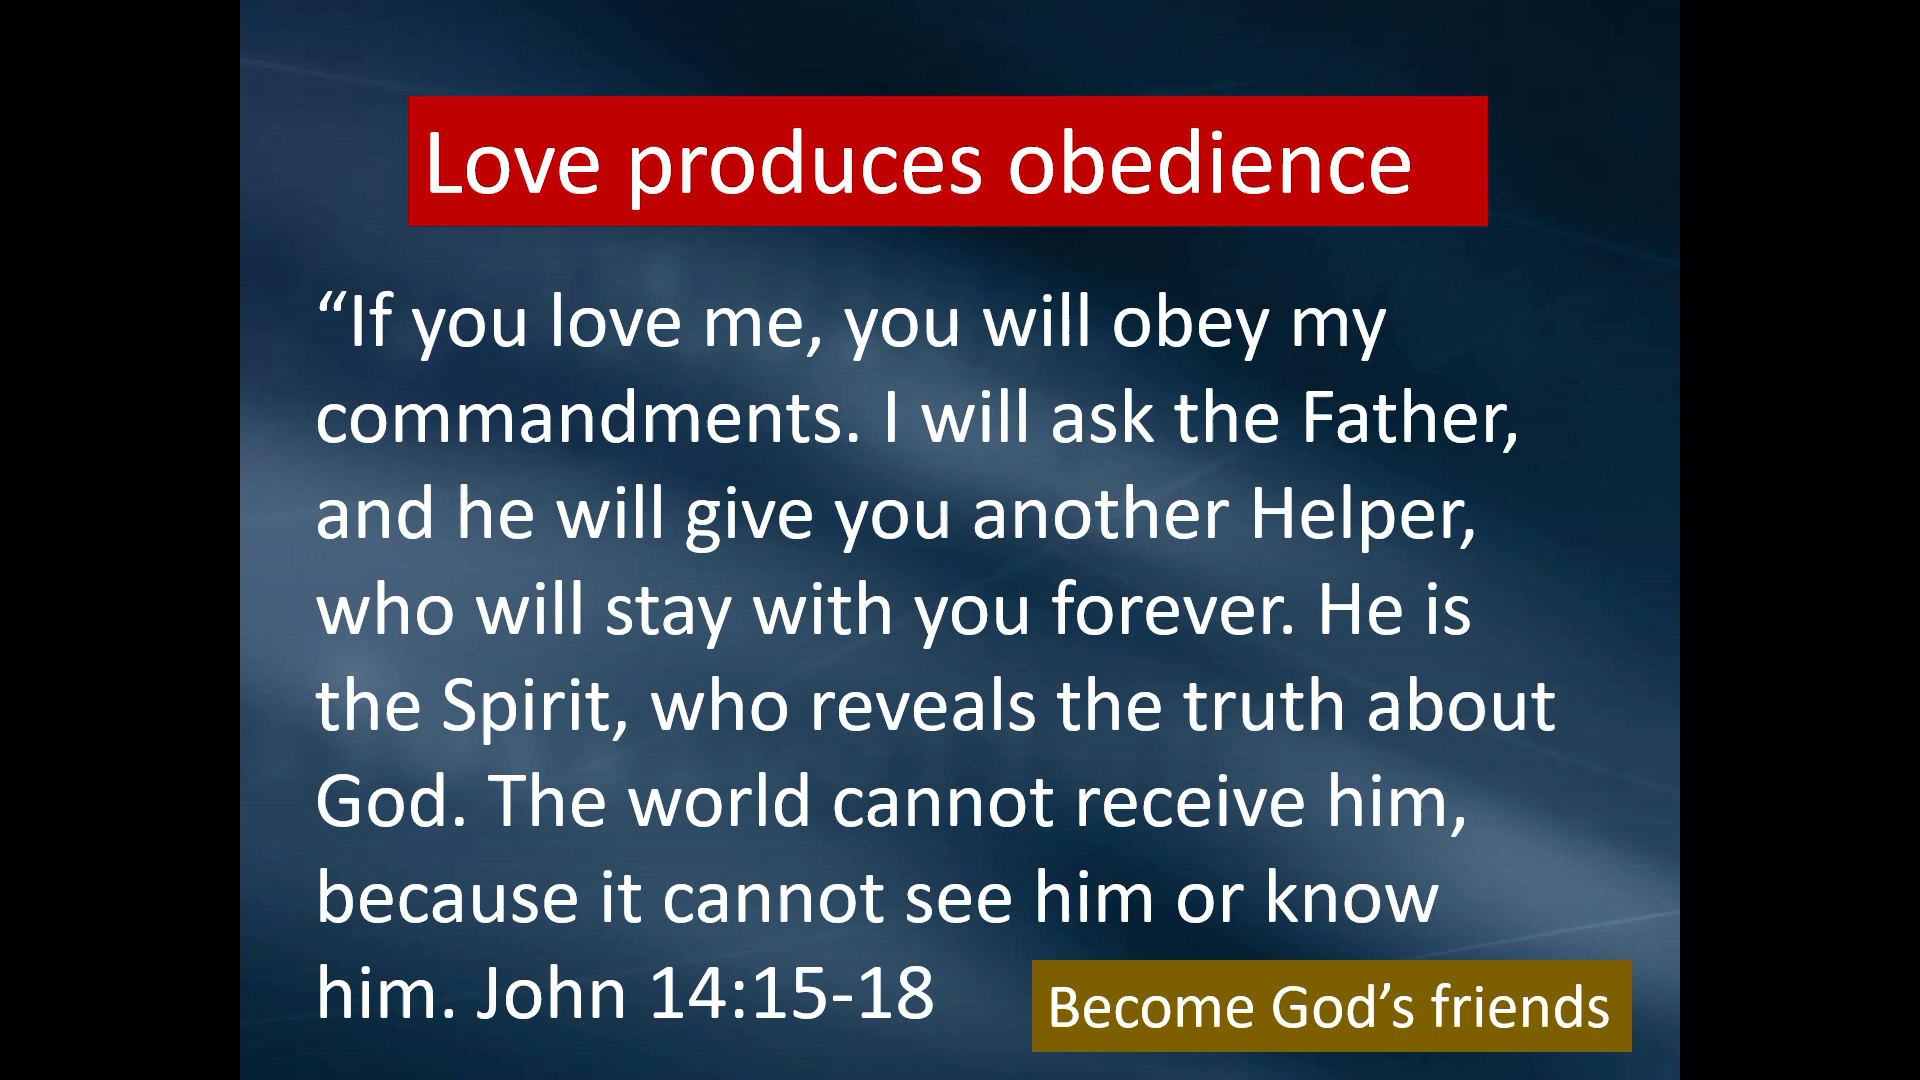 Love produces obedience
“If you love me, you will obey my
commandments. I will ask the Father,
and he will give you another Helper,
who will stay with you forever. He is
the Spirit, who reveals the truth about
God. The world cannot receive him,
because it cannot see him or know
him. John 14:15-18
Become God’s friends